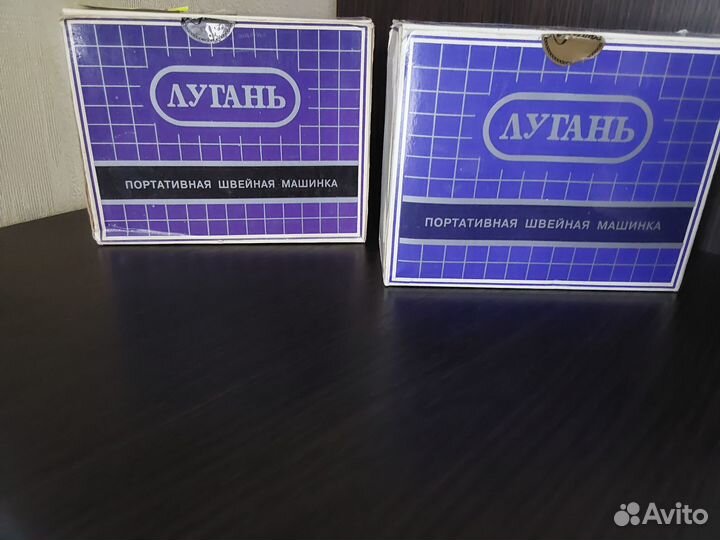 ЛУГАНЬ
ПОРТАТИВНАЯ ШВЕЙНАЯ МАШИНКА
ЛУГАНЬ
ПОРТАТИВНАЯ ШВЕЙНАЯ МАШИНКА
Avito